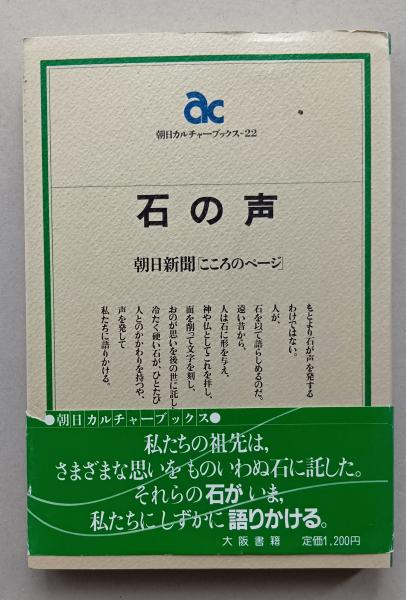 ac
朝日カルチャーブックス-22
石の声
朝日新聞「こころのページ」
もとより石が声を発する
わけではない。
人が、
石を以て語らしめるのだ。
遠い昔から、
人は石に形を与え、
神や仏としてこれを拝し、
面を削って文字を刻し、
おのが思いを後の世に託し
冷たく硬い石が、ひとたび
人とのかかわりを持つや、
声を発して
私たちに語りかける。
●朝日カルチャーブックス●
私たちの祖先は、
さまざまな思いをものいわぬ石に託した。
それらの石がいま、
私たちにしずかに語りかける。
大阪書籍 定価1,200円